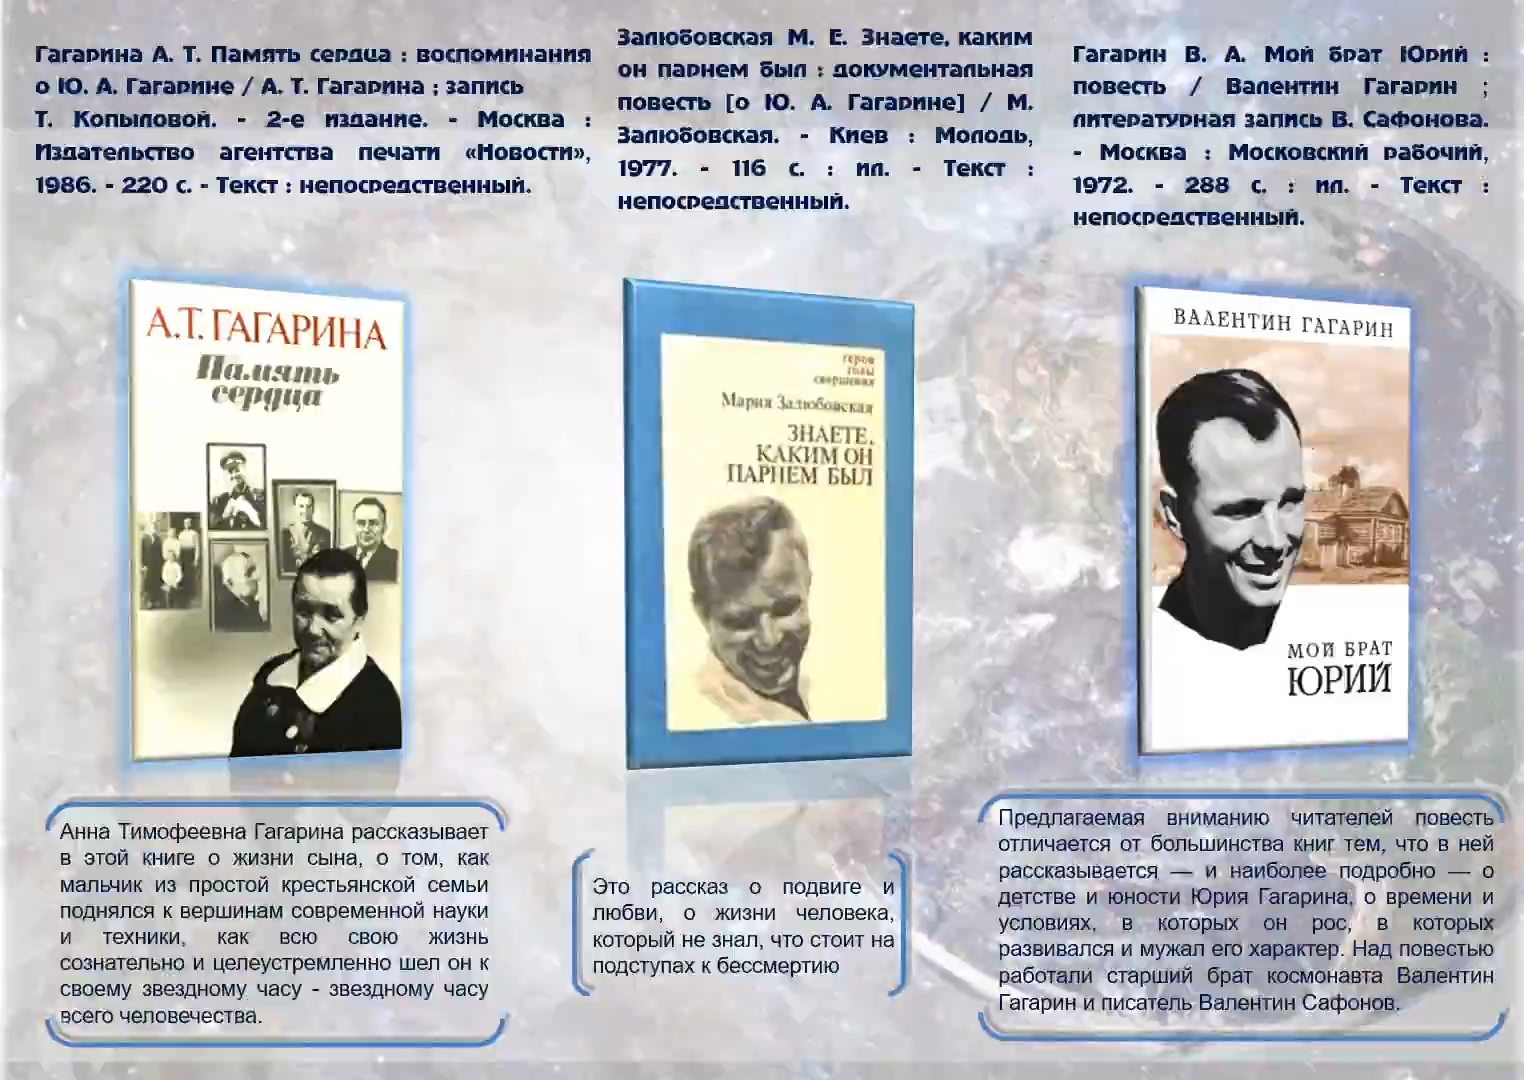 Гагарина А. Т. Память сердца : воспоминания
о Ю. А. Гагарине / А. Т. Гагарина ; запись
Т. Копыловой. - 2-е издание. - Москва :
Издательство агентства печати «Новости»,
1986. - 220 с. - Текст : непосредственный.
Залюбовская М. Е. Знаете, каким
он парнем был : документальная
повесть [о Ю. А. Гагарине] / М.
Залюбовская. - Киев : Молодь,
1977. - 116 с. : ил. - Текст :
непосредственный.
Гагарин В. А. Мой брат Юрий :
повесть / Валентин Гагарин ;
литературная запись В. Сафонова.
- Москва : Московский рабочий,
1972. - 288 с. : ил. - Текст :
непосредственный.
А.Т. ГАГАРИНА
Память
сердца
герои
годы
свершения
Мария Залюбовская
ЗНАЕТЕ,
КАКИМ ОН
ПАРНЕМ БЫЛ
ВАЛЕНТИН ГАГАРИН
МОЙ БРАТ
ЮРИЙ
Анна Тимофеевна Гагарина рассказывает
в этой книге о жизни сына, о том, как
мальчик из простой крестьянской семьи
поднялся к вершинам современной науки
и техники, как всю свою жизнь
сознательно и целеустремленно шел он к
своему звездному часу - звездному часу
всего человечества.
Это рассказ о подвиге и
любви, о жизни человека,
который не знал, что стоит на
подступах к бессмертию
Предлагаемая вниманию читателей повесть
отличается от большинства книг тем, что в ней
рассказывается — и наиболее подробно — о
детстве и юности Юрия Гагарина, о времени и
условиях, в которых он рос, в которых
развивался и мужал его характер. Над повестью
работали старший брат космонавта Валентин
Гагарин и писатель Валентин Сафонов.